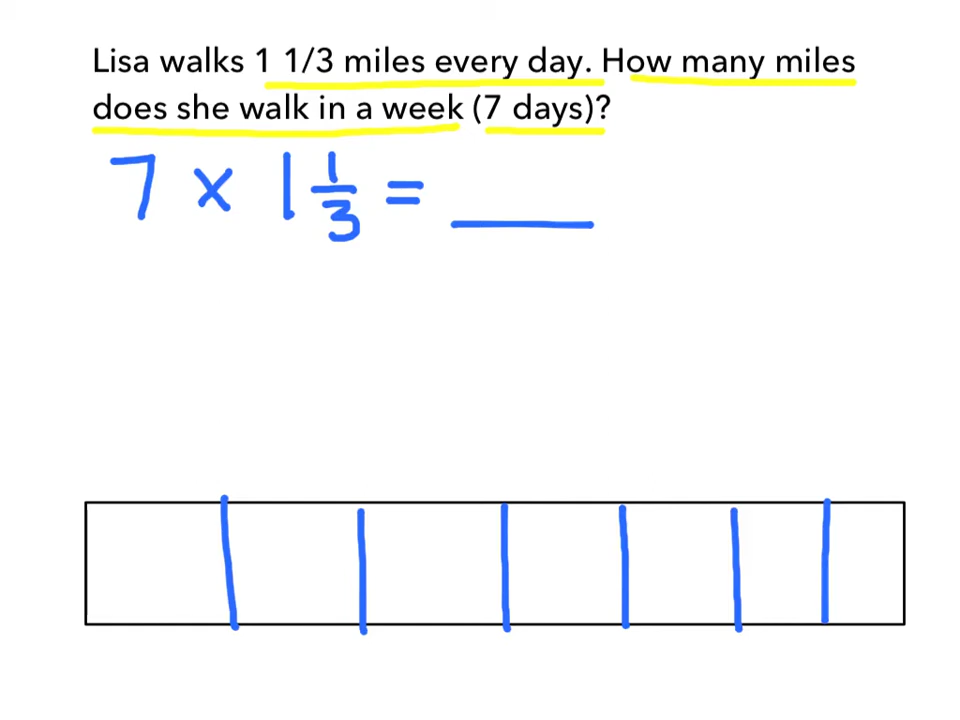 Lisa walks 1 1/3 miles every day. How many miles
does she walk in a week (7 days)?
7 x 1 1/3 = ____